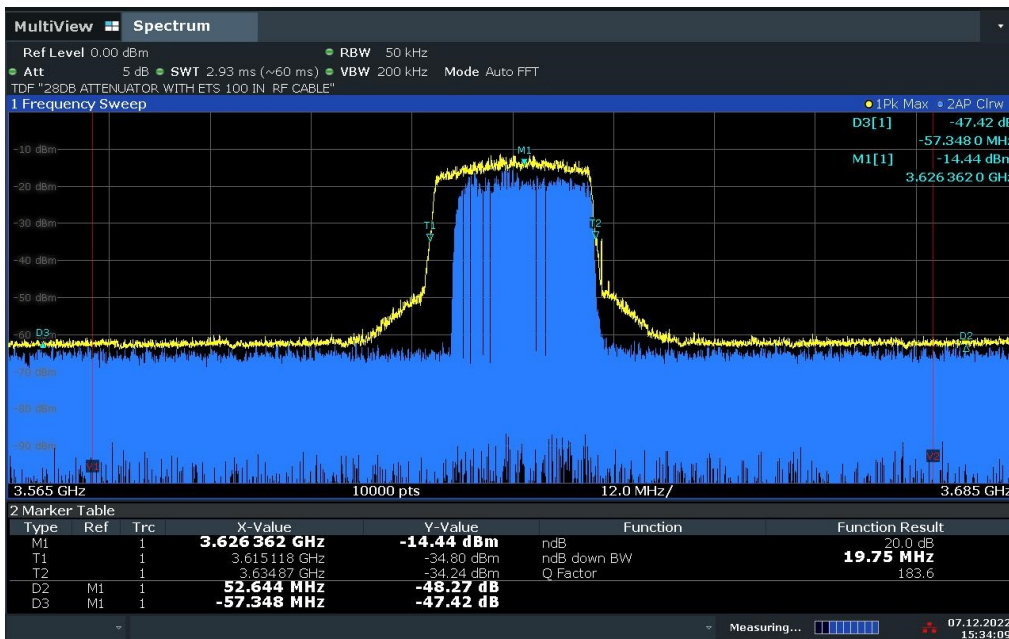 MultiView Spectrum
Ref Level 0.00 dBm RBW 50 kHz
Att 5 dB SWT 2.93 ms (~60 ms) VBW 200 kHz Mode Auto FFT
TDF "28DB ATTENUATOR WITH ETS 100 IN RF CABLE"
1 Frequency Sweep 1Pk Max 2AP Clrw
D3[1] -47.42 dB
-57.348 0 MHz
M1[1] -14.44 dBm
3.626 362 0 GHz
M1
-10 dBm
-20 dBm
T1 T2
-30 dBm
-40 dBm
-50 dBm
-60 D3 D2
-70 dBm
-80 dBm
-90 dBm
V1 V2
3.565 GHz 10000 pts 12.0 MHz/ 3.685 GHz
2 Marker Table
Type Ref Trc X-Value Y-Value Function Function Result
M1 1 3.626 362 GHz -14.44 dBm ndB 20.0 dB
T1 1 3.615118 GHz -34.80 dBm ndB down BW 19.75 MHz
T2 1 3.63487 GHz -34.24 dBm Q Factor 183.6
D2 M1 1 52.644 MHz -48.27 dB
D3 M1 1 -57.348 MHz -47.42 dB
Measuring... 07.12.2022
15:34:09